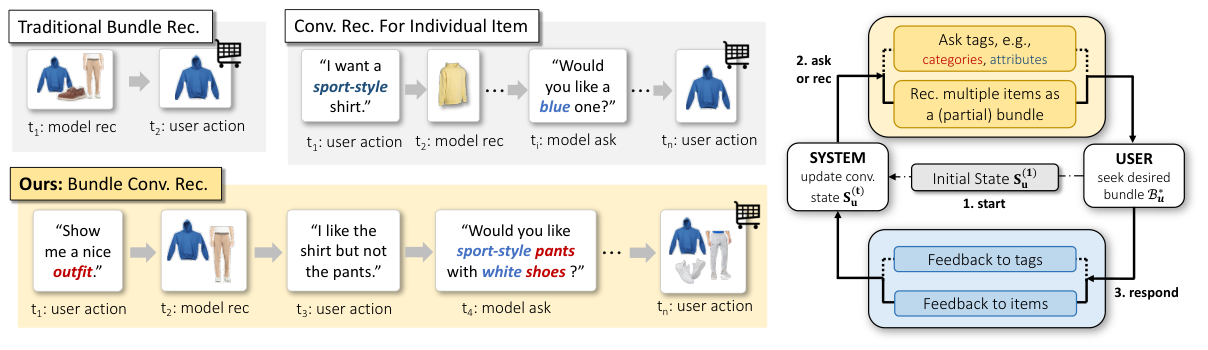 Traditional Bundle Rec.
t1: model rec
t2: user action
Conv. Rec. For Individual Item
“I want a
sport-style
shirt.”
...
“Would
you like a
blue one?”
...
t1: user action
t2: model rec
ti: model ask
tn: user action
Ours: Bundle Conv. Rec.
“Show
me a nice
outfit.”
“I like the
shirt but not
the pants.”
“Would you like
sport-style pants
with white shoes ?”
...
t1: user action
t2: model rec
t3: user action
t4: model ask
tn: user action
2. ask
or rec
Ask tags, e.g.,
categories, attributes
Rec. multiple items as
a (partial) bundle
SYSTEM
update conv.
state S_u^(t)
Initial State S_u^(1)
1. start
USER
seek desired
bundle ℬ_u^*
Feedback to tags
Feedback to items
3. respond